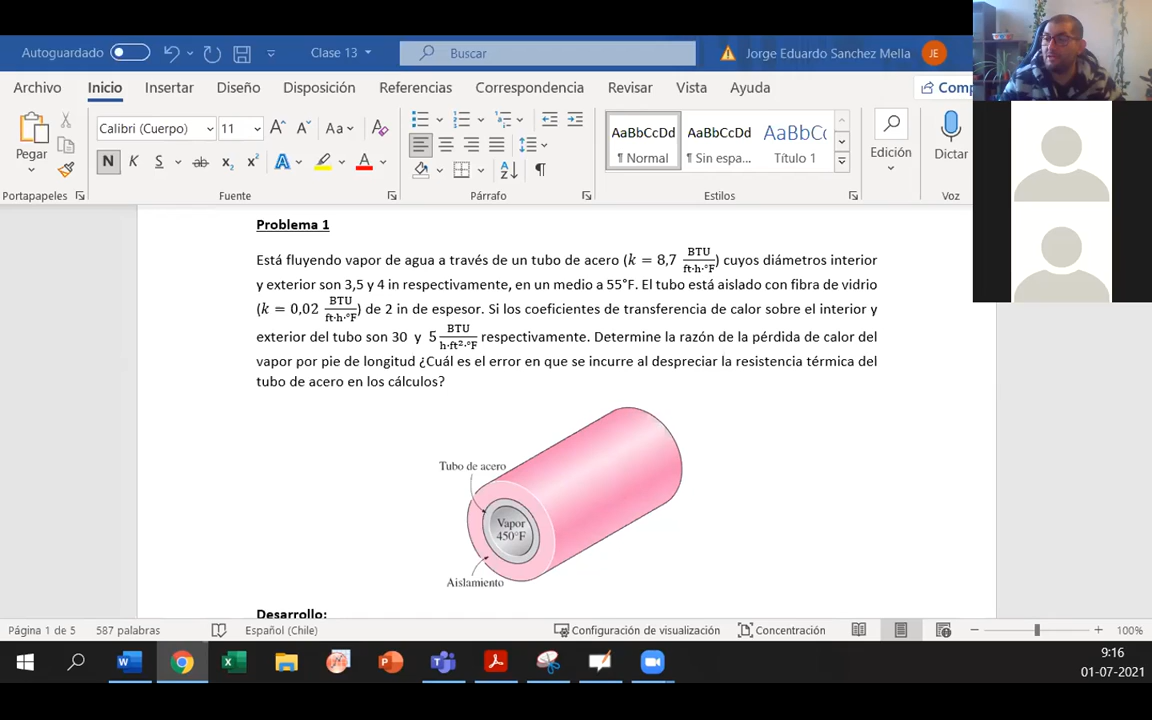 Autoguardado
Clase 13
Buscar
Jorge Eduardo Sanchez Mella
JE
Archivo
Inicio
Insertar
Diseño
Disposición
Referencias
Correspondencia
Revisar
Vista
Ayuda
Comp
Pegar
Calibri (Cuerpo)
11
Aa
N K S ab x₂ x²
AaBbCcDd
¶ Normal
AaBbCcDd
¶ Sin espa...
AaBbCc
Título 1
Edición
Dictar
Portapapeles
Fuente
Párrafo
Estilos
Voz
Problema 1
Está fluyendo vapor de agua a través de un tubo de acero (k = 8,7 BTU/ft·h·°F) cuyos diámetros interior
y exterior son 3,5 y 4 in respectivamente, en un medio a 55°F. El tubo está aislado con fibra de vidrio
(k = 0,02 BTU/ft·h·°F) de 2 in de espesor. Si los coeficientes de transferencia de calor sobre el interior y
exterior del tubo son 30 y 5 BTU/h·ft²·°F respectivamente. Determine la razón de la pérdida de calor del
vapor por pie de longitud ¿Cuál es el error en que se incurre al despreciar la resistencia térmica del
tubo de acero en los cálculos?
Tubo de acero
Vapor
450°F
Aislamiento
Desarrollo:
Página 1 de 5
587 palabras
Español (Chile)
Configuración de visualización
Concentración
100%
9:16
01-07-2021